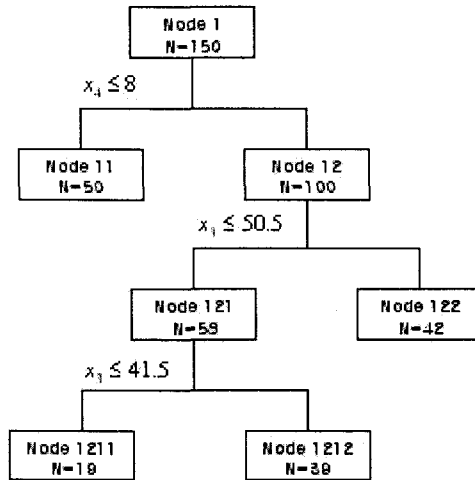 Node 1
N=150
x₄ ≤ 8
Node 11
N=50
Node 12
N=100
x₃ ≤ 50.5
Node 121
N=58
Node 122
N=42
x₃ ≤ 41.5
Node 1211
N=19
Node 1212
N=39